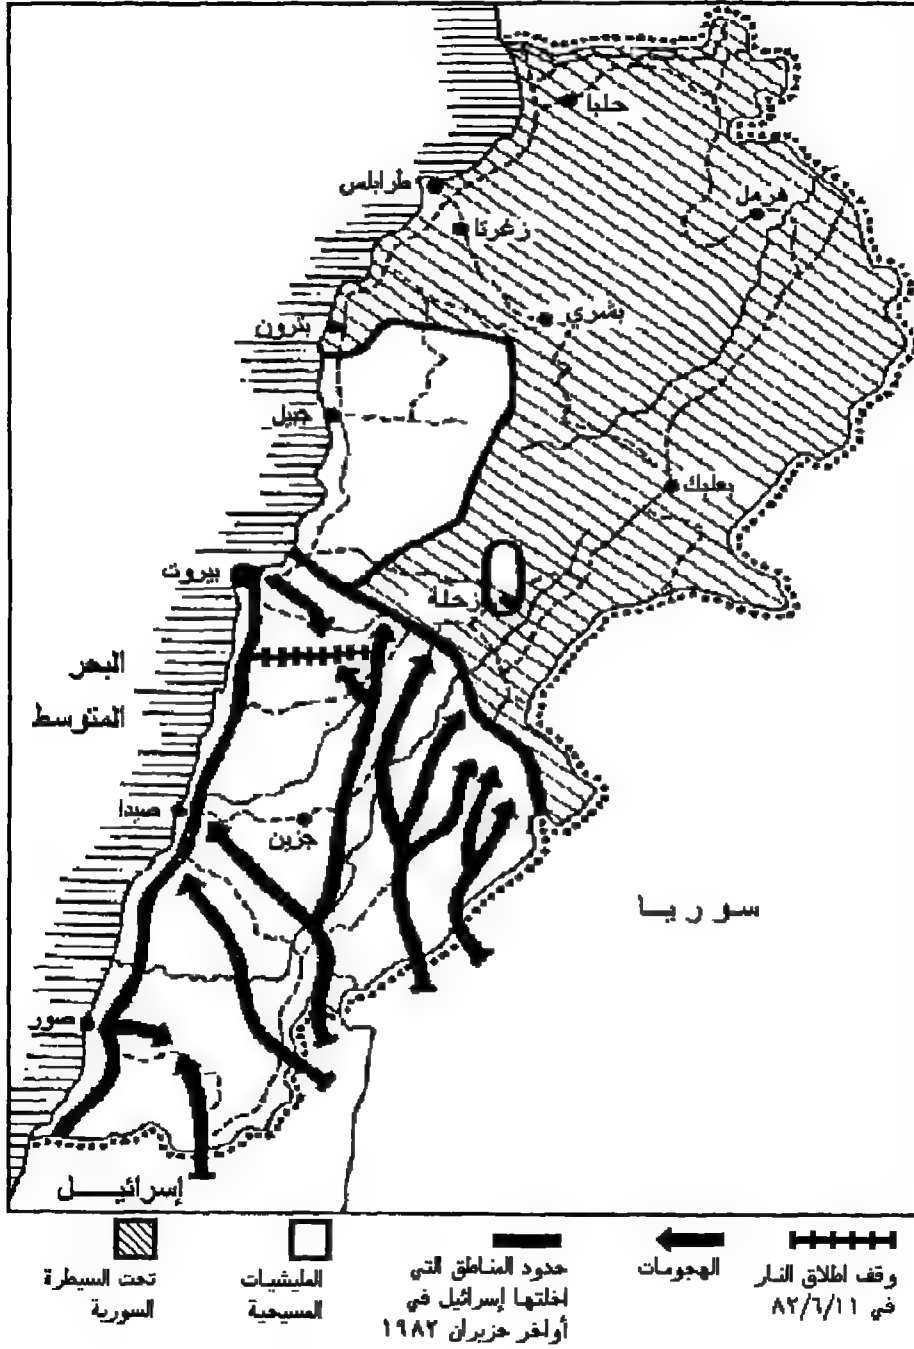 حلبا
طرابلس
هرمل
زغرتا
بشري
بترون
جبيل
بعلبك
بيروت
زحلة
البحر
المتوسط
صيدا
جزين
سوريا
صور
إسرائيل
وقف اطلاق النار
في ٨٢/٦/١١
الهجومات
حدود المناطق التي
احلتها إسرائيل في
أواخر حزيران ١٩٨٢
المليشيات
المسيحية
تحت السيطرة
السورية